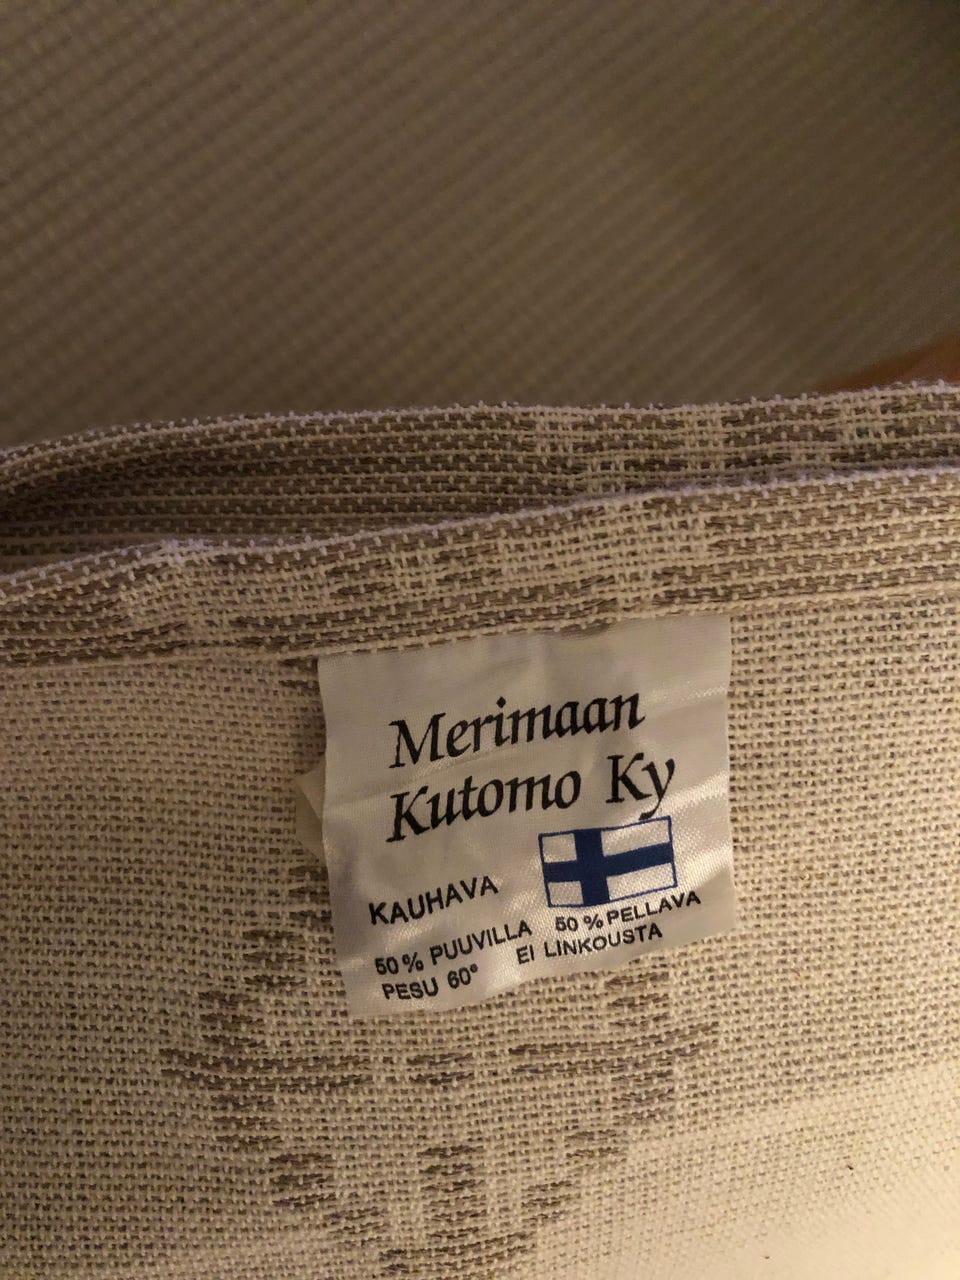 Merimaan
Kutomo Ky
KAUHAVA
50 % PUUVILLA 50 % PELLAVA
PESU 60° EI LINKOUSTA